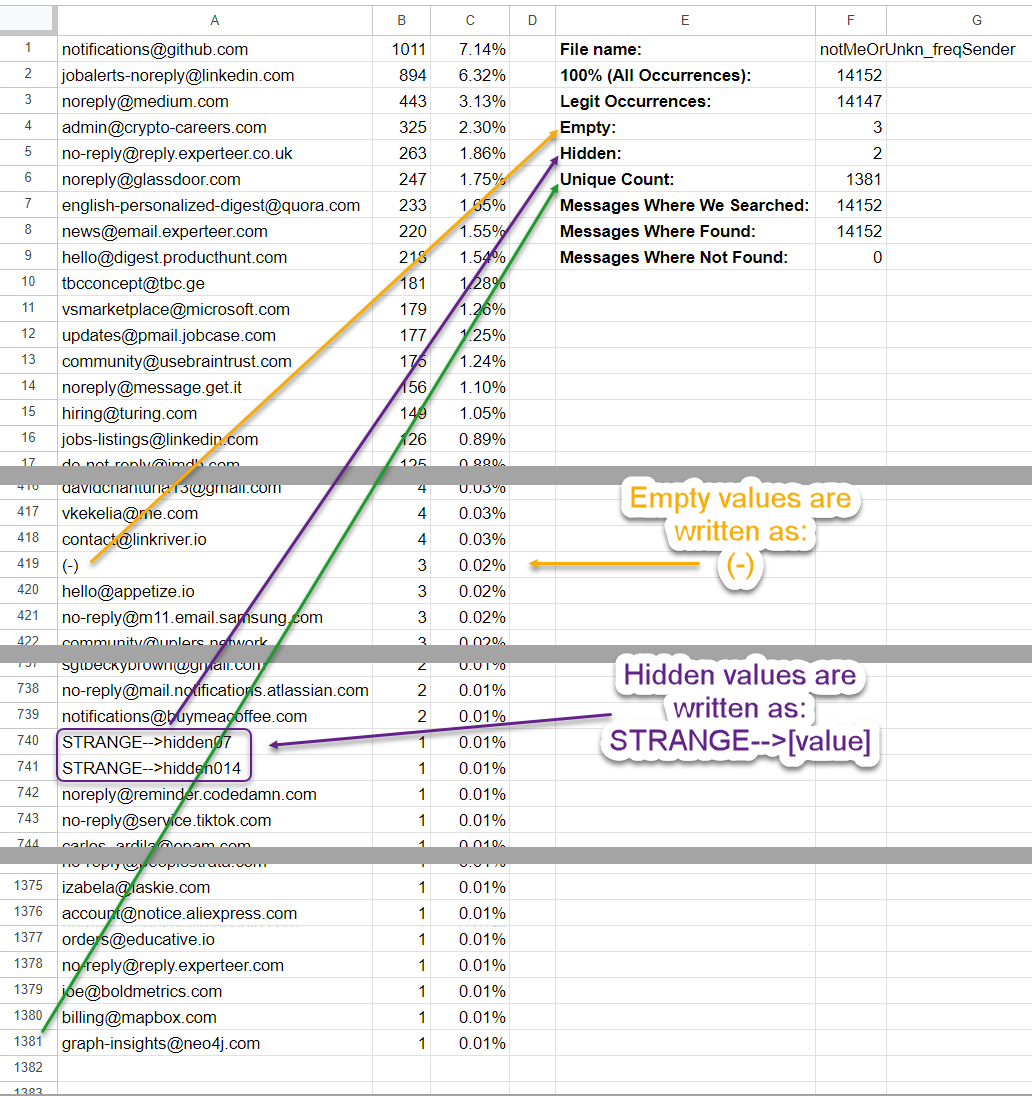 A B C D E F G
1 notifications@github.com 1011 7.14% File name: notMeOrUnkn_freqSender
2 jobalerts-noreply@linkedin.com 894 6.32% 100% (All Occurrences): 14152
3 noreply@medium.com 443 3.13% Legit Occurrences: 14147
4 admin@crypto-careers.com 325 2.30% Empty: 3
5 no-reply@reply.experteer.co.uk 263 1.86% Hidden: 2
6 noreply@glassdoor.com 247 1.75% Unique Count: 1381
7 english-personalized-digest@quora.com 233 1.65% Messages Where We Searched: 14152
8 news@email.experteer.com 220 1.55% Messages Where Found: 14152
9 hello@digest.producthunt.com 218 1.54% Messages Where Not Found: 0
10 tbcconcept@tbc.ge 181 1.28%
11 vsmarketplace@microsoft.com 179 1.26%
12 updates@pmail.jobcase.com 177 1.25%
13 community@usebraintrust.com 175 1.24%
14 noreply@message.get.it 156 1.10%
15 hiring@turing.com 149 1.05%
16 jobs-listings@linkedin.com 126 0.89%
17 do-not-reply@imdb.com 125 0.88%
416 davidchanturia13@gmail.com 4 0.03%
417 vkekelia@me.com 4 0.03%
418 contact@linkriver.io 4 0.03%
419 (-) 3 0.02%
420 hello@appetize.io 3 0.02%
421 no-reply@m11.email.samsung.com 3 0.02%
422 community@uplers.network 3 0.02%
Empty values are
written as:
(-)
737 sgtbeckybrown@gmail.com 2 0.01%
738 no-reply@mail.notifications.atlassian.com 2 0.01%
739 notifications@buymeacoffee.com 2 0.01%
740 STRANGE-->hidden07 1 0.01%
741 STRANGE-->hidden014 1 0.01%
742 noreply@reminder.codedamn.com 1 0.01%
743 no-reply@service.tiktok.com 1 0.01%
744 carlos_ardila@epam.com 1 0.01%
Hidden values are
written as:
STRANGE-->[value]
no-reply@peoplestrata.com 1 0.01%
1375 izabela@laskie.com 1 0.01%
1376 account@notice.aliexpress.com 1 0.01%
1377 orders@educative.io 1 0.01%
1378 no-reply@reply.experteer.com 1 0.01%
1379 joe@boldmetrics.com 1 0.01%
1380 billing@mapbox.com 1 0.01%
1381 graph-insights@neo4j.com 1 0.01%
1382
1383